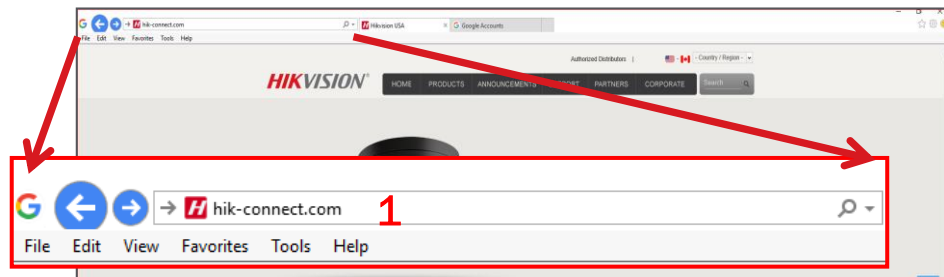 hik-connect.com Hikvision USA × Google Accounts
File Edit View Favorites Tools Help
Authorized Distributors | - Country / Region -
HIKVISION® HOME PRODUCTS ANNOUNCEMENTS PARTNERS CORPORATE Search
hik-connect.com 1
File Edit View Favorites Tools Help